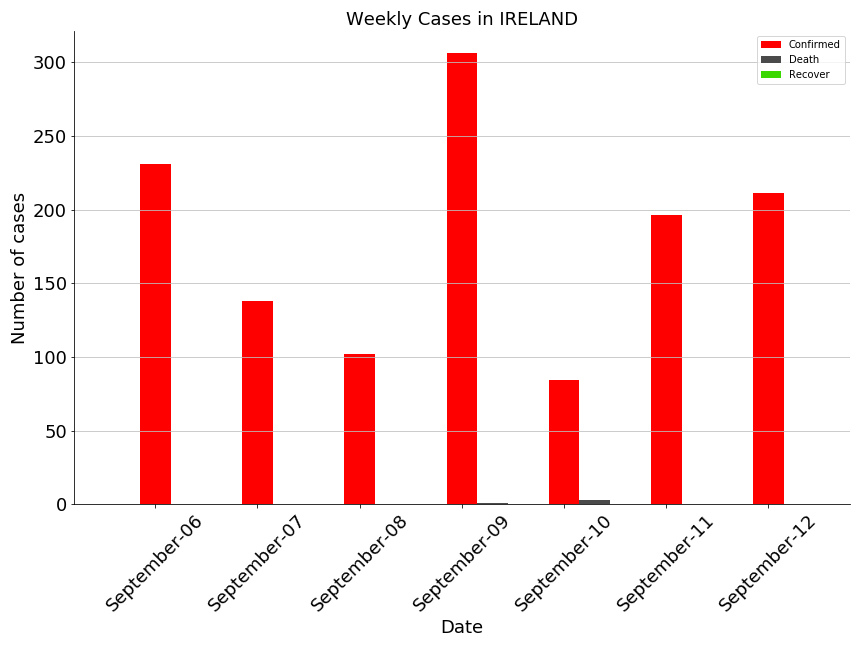 Weekly Cases in IRELAND
Confirmed
Death
Recover
Number of cases
300
250
200
150
100
50
0
September-06
September-07
September-08
September-09
September-10
September-11
September-12
Date